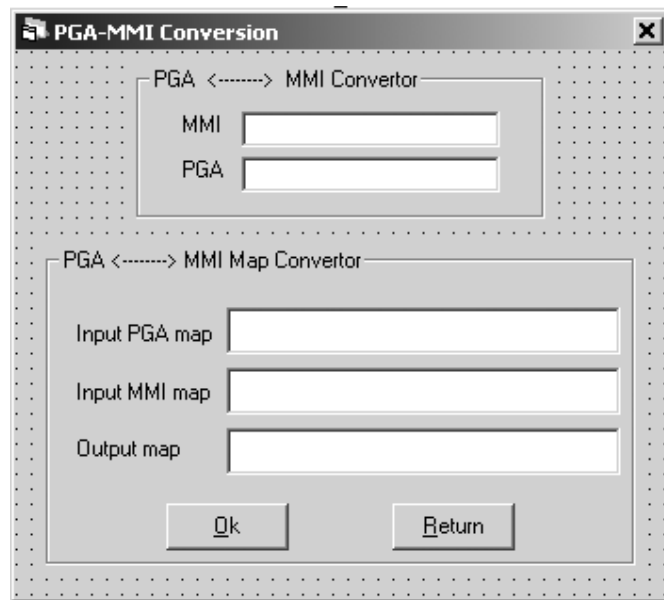 PGA-MMI Conversion
PGA <-------> MMI Convertor
MMI
PGA
PGA <-------> MMI Map Convertor
Input PGA map
Input MMI map
Output map
Ok
Return